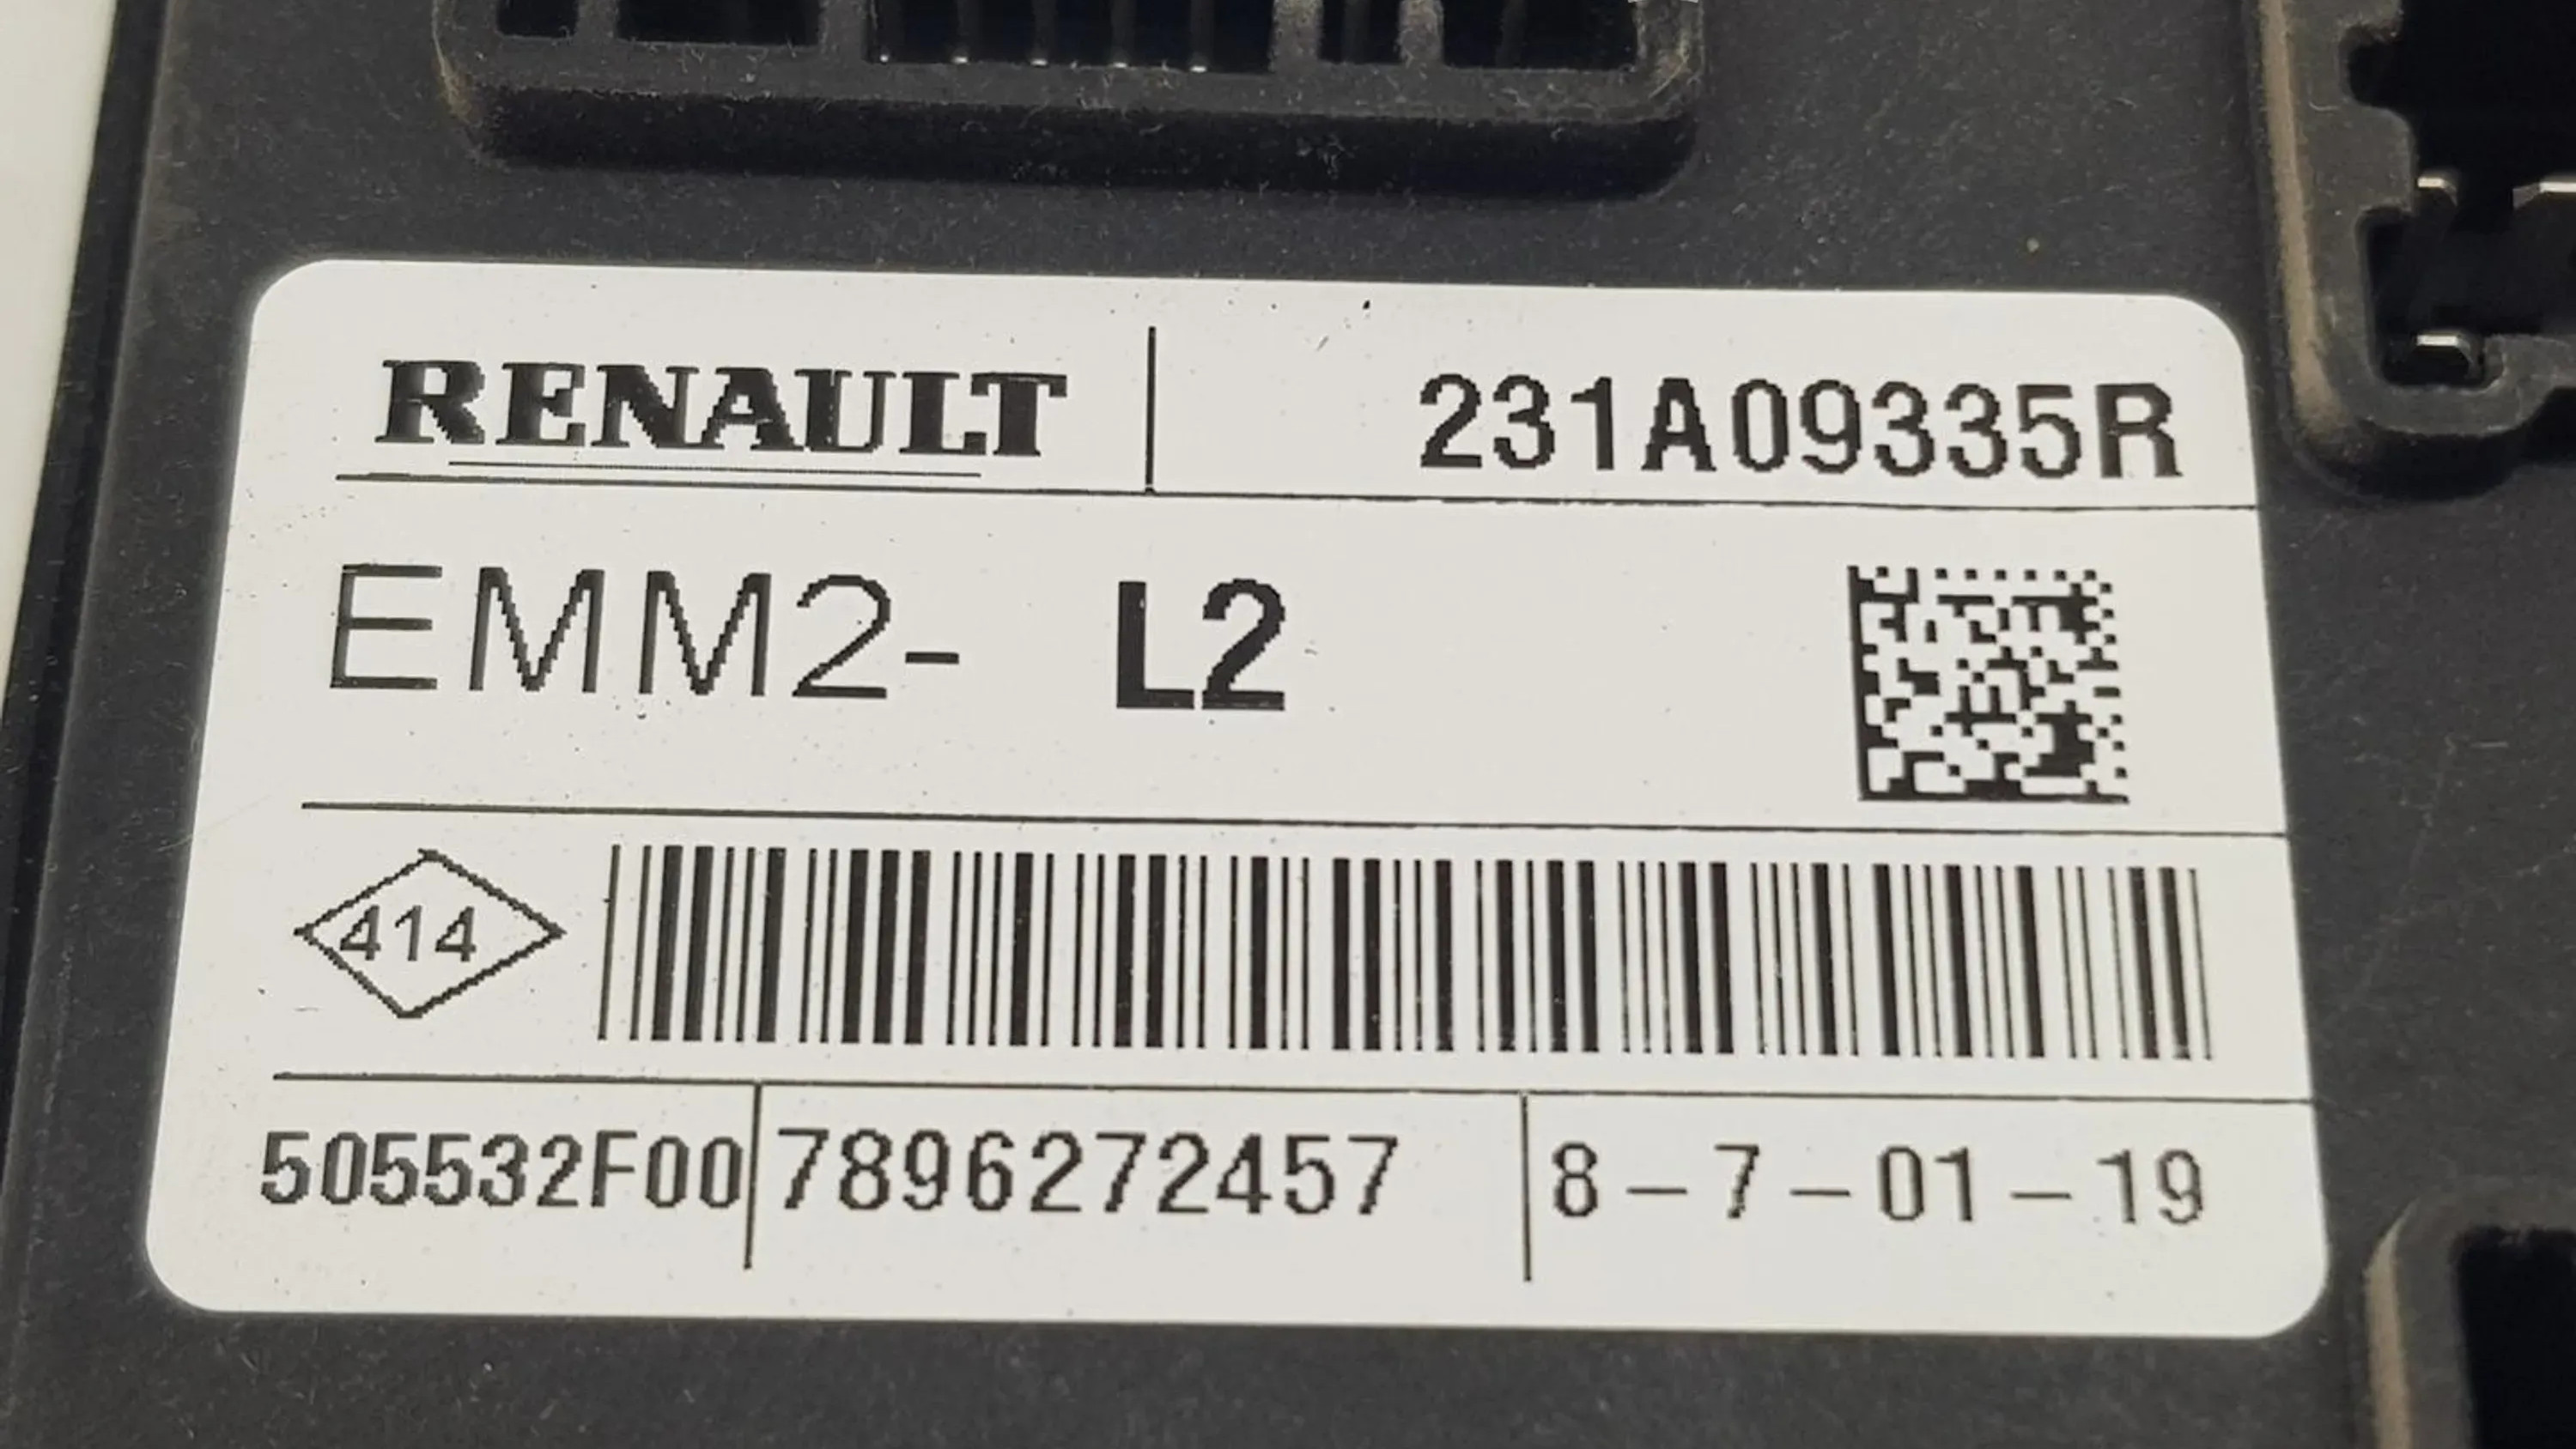 RENAULT 231A09335R
EMM2- L2
414
505532F00 7896272457 8-7-01-19